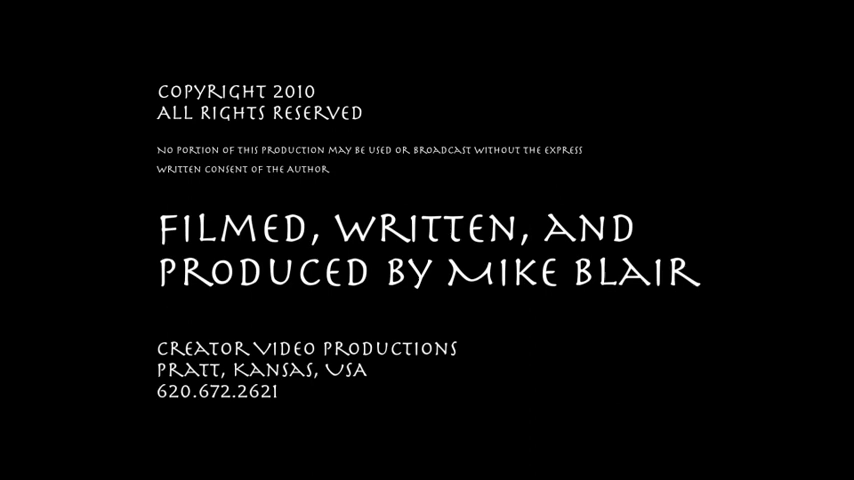 Copyright 2010
All Rights Reserved
No portion of this production may be used or broadcast without the express
written consent of the Author
Filmed, Written, and
Produced by Mike Blair
Creator Video Productions
Pratt, Kansas, USA
620.672.2621